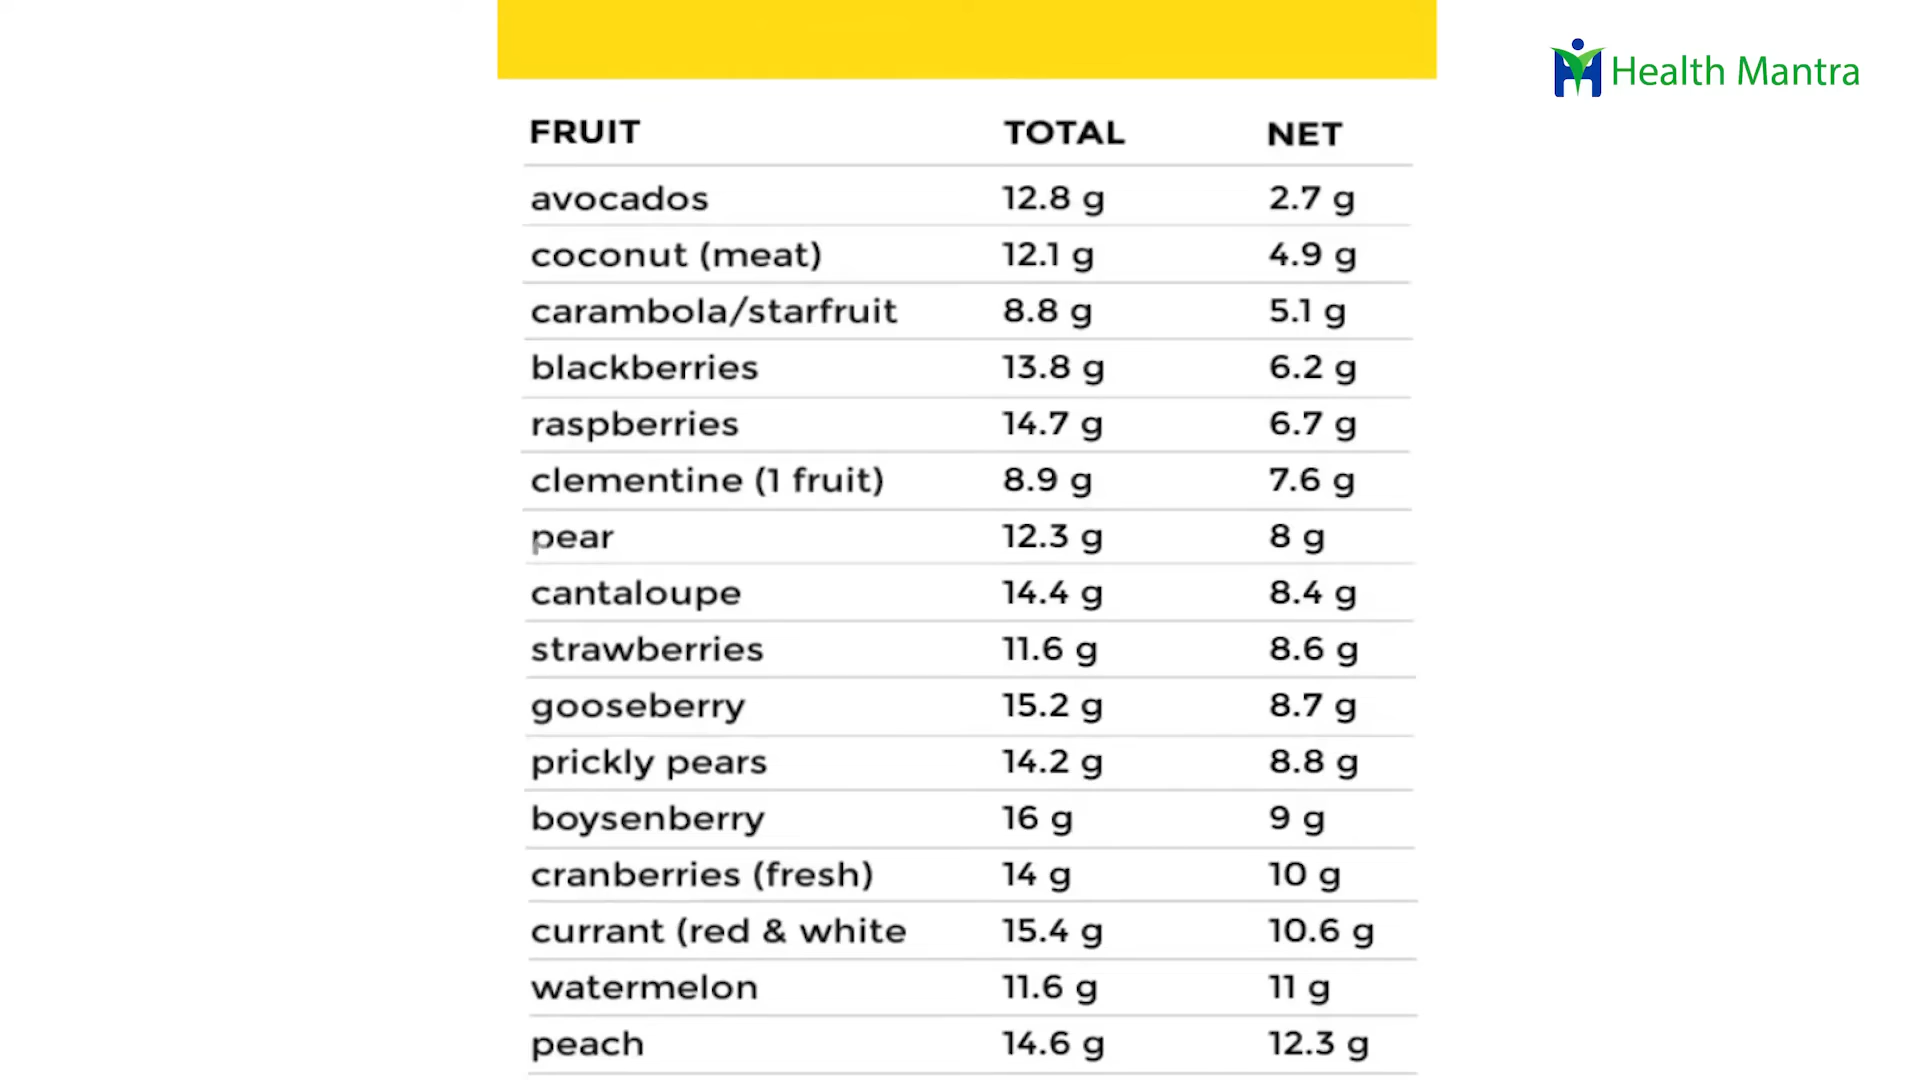 Health Mantra
FRUIT TOTAL NET
avocados 12.8 g 2.7 g
coconut (meat) 12.1 g 4.9 g
carambola/starfruit 8.8 g 5.1 g
blackberries 13.8 g 6.2 g
raspberries 14.7 g 6.7 g
clementine (1 fruit) 8.9 g 7.6 g
pear 12.3 g 8 g
cantaloupe 14.4 g 8.4 g
strawberries 11.6 g 8.6 g
gooseberry 15.2 g 8.7 g
prickly pears 14.2 g 8.8 g
boysenberry 16 g 9 g
cranberries (fresh) 14 g 10 g
currant (red & white 15.4 g 10.6 g
watermelon 11.6 g 11 g
peach 14.6 g 12.3 g